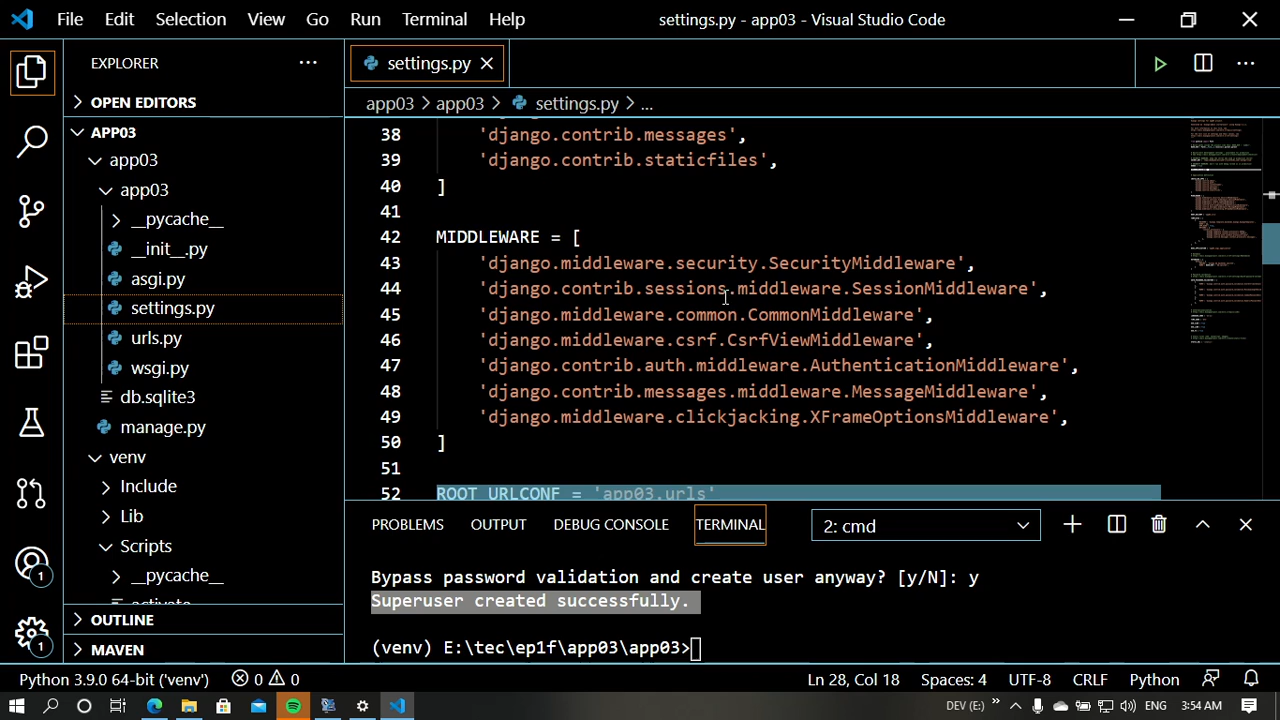 File Edit Selection View Go Run Terminal Help settings.py - app03 - Visual Studio Code
EXPLORER
settings.py
OPEN EDITORS
app03 > app03 > settings.py > ...
APP03
app03
app03
__pycache__
__init__.py
asgi.py
settings.py
urls.py
wsgi.py
db.sqlite3
manage.py
venv
Include
Lib
Scripts
__pycache__
OUTLINE
MAVEN
38 'django.contrib.messages',
39 'django.contrib.staticfiles',
40 ]
41
42 MIDDLEWARE = [
43 'django.middleware.security.SecurityMiddleware',
44 'django.contrib.sessions.middleware.SessionMiddleware',
45 'django.middleware.common.CommonMiddleware',
46 'django.middleware.csrf.CsrfViewMiddleware',
47 'django.contrib.auth.middleware.AuthenticationMiddleware',
48 'django.contrib.messages.middleware.MessageMiddleware',
49 'django.middleware.clickjacking.XFrameOptionsMiddleware',
50 ]
51
52 ROOT_URLCONF = 'app03.urls'
PROBLEMS OUTPUT DEBUG CONSOLE TERMINAL 2: cmd
Bypass password validation and create user anyway? [y/N]: y
Superuser created successfully.
(venv) E:\tec\ep1f\app03\app03>
1
1
Python 3.9.0 64-bit ('venv') 0 0 Ln 28, Col 18 Spaces: 4 UTF-8 CRLF Python
DEV (E:) ENG 3:54 AM